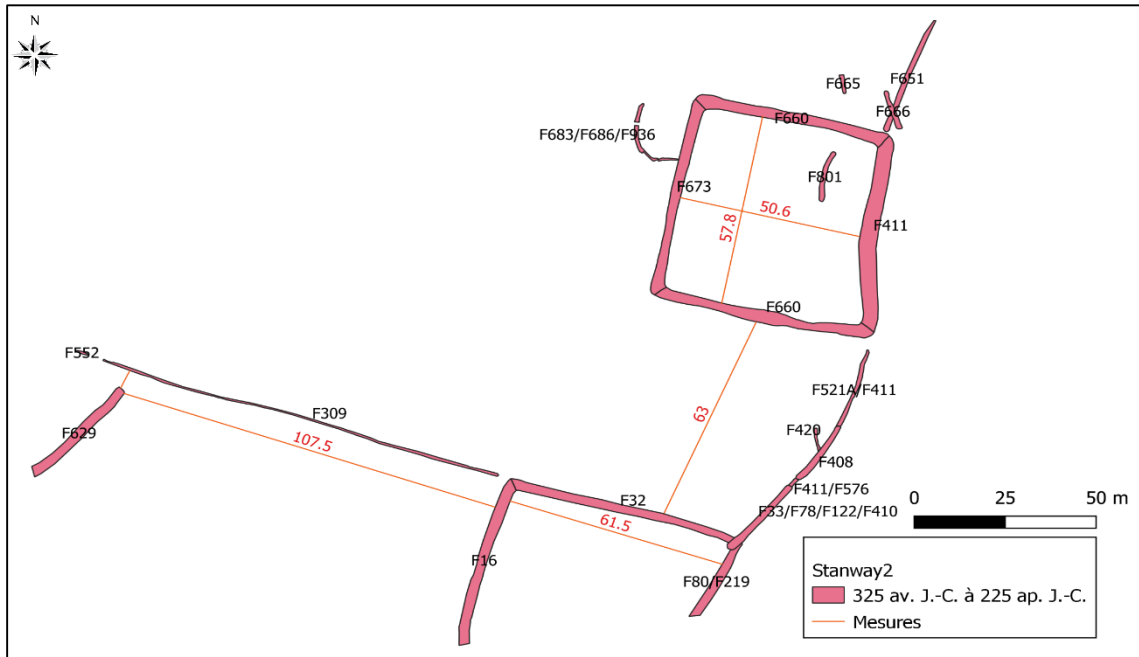 N
F665
F651
F666
F660
F683/F686/F936
F801
F673
50.6
57.8
F411
F660
F552
F521A/F411
F309
F629
63
F420
107.5
F408
F411/F576
F32
F33/F78/F122/F410
0 25 50 m
61.5
F16
F80/F219
Stanway2
325 av. J.-C. à 225 ap. J.-C.
Mesures